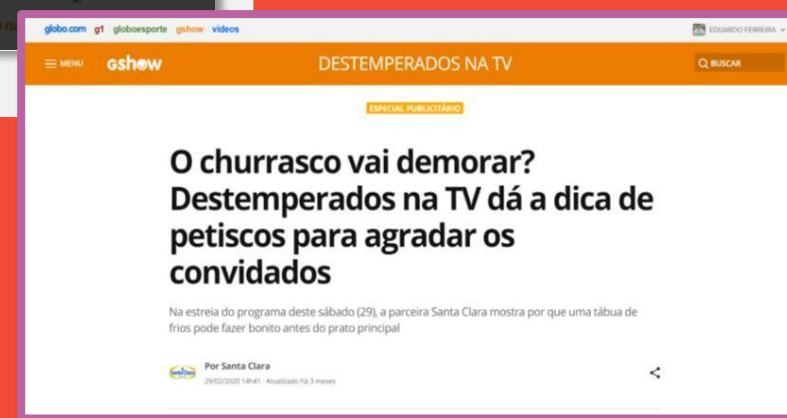 globo.com g1 globoesporte gshow vídeos
EDUARDO FERREIRA
MENU gshow DESTEMPERADOS NA TV BUSCAR
ESPECIAL PUBLICITÁRIO
O churrasco vai demorar?
Destemperados na TV dá a dica de
petiscos para agradar os
convidados
Na estreia do programa deste sábado (29), a parceira Santa Clara mostra por que uma tábua de
frios pode fazer bonito antes do prato principal
Santa Clara
Por Santa Clara
29/02/2020 14h41 · Atualizado há 3 meses